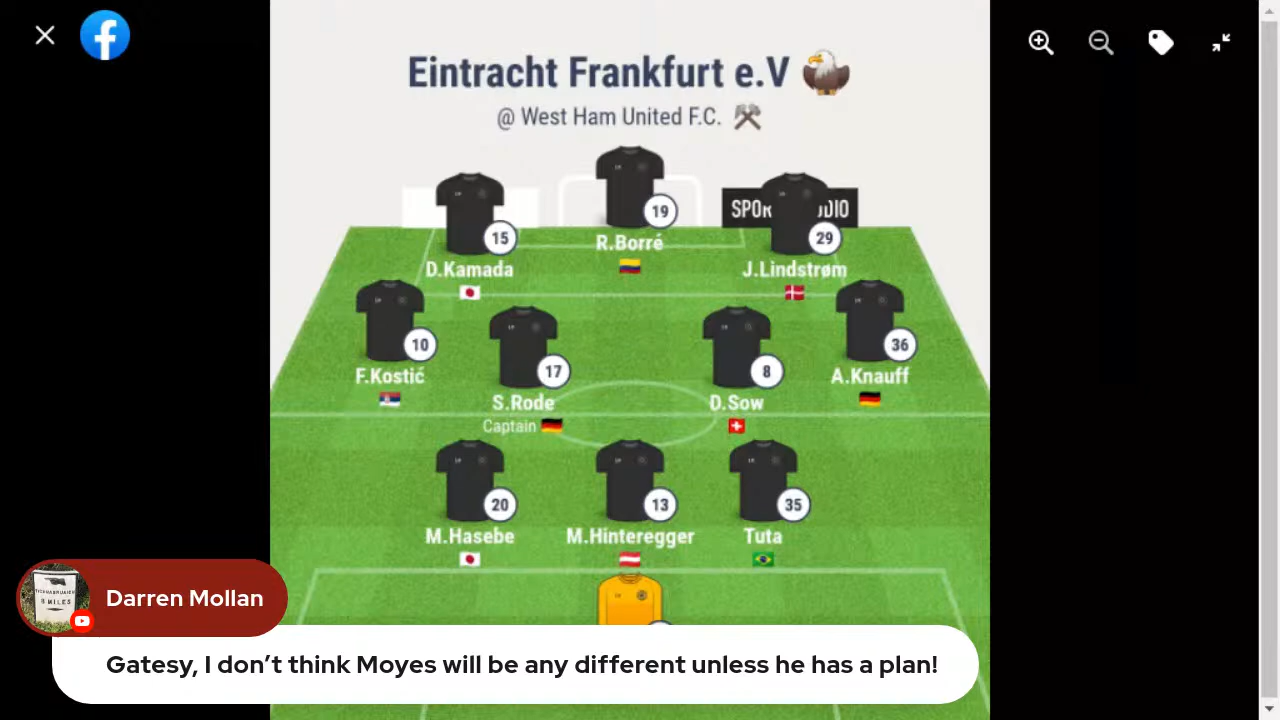 Eintracht Frankfurt e.V
@ West Ham United F.C.
19
R.Borré
15
D.Kamada
29
J.Lindstrøm
10
F.Kostić
36
A.Knauff
17
S.Rode
Captain
8
D.Sow
20
M.Hasebe
13
M.Hinteregger
35
Tuta
Darren Mollan
Gatesy, I don’t think Moyes will be any different unless he has a plan!